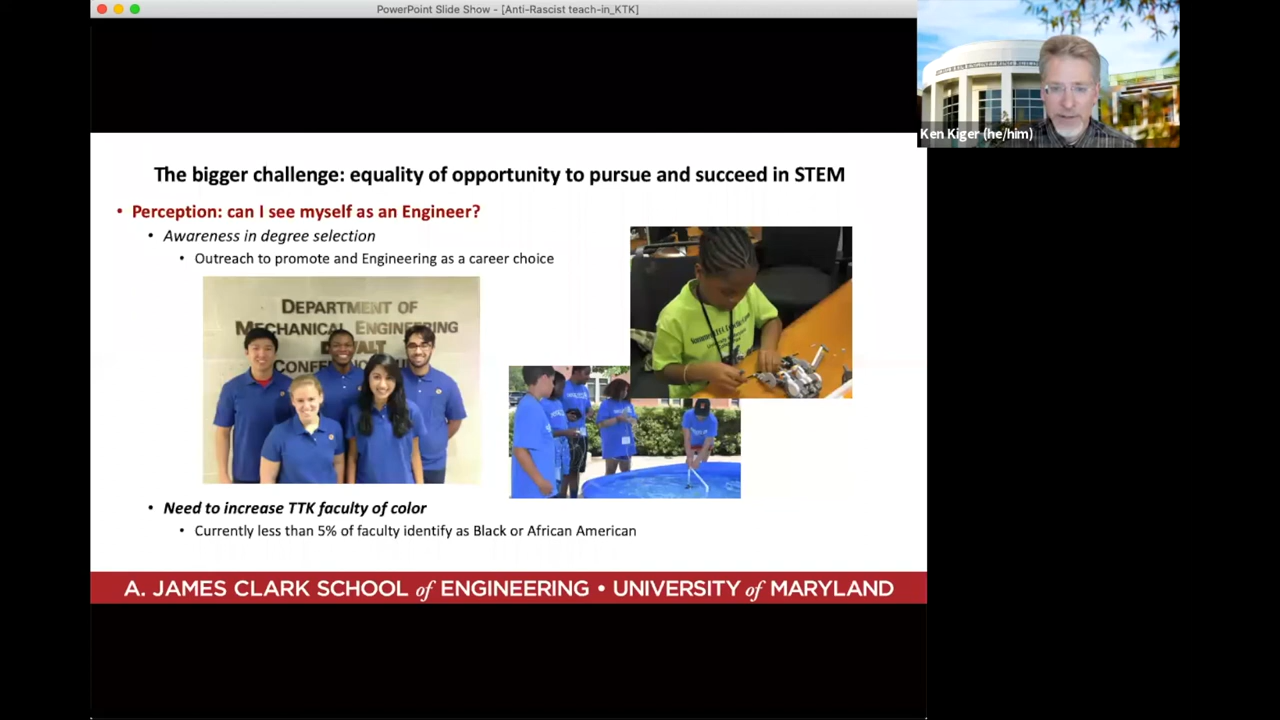 PowerPoint Slide Show - [Anti-Rascist teach-in_KTK]
Ken Kiger (he/him)
The bigger challenge: equality of opportunity to pursue and succeed in STEM
• Perception: can I see myself as an Engineer?
• Awareness in degree selection
• Outreach to promote and Engineering as a career choice
DEPARTMENT OF
MECHANICAL ENGINEERING
• Need to increase TTK faculty of color
• Currently less than 5% of faculty identify as Black or African American
A. JAMES CLARK SCHOOL of ENGINEERING • UNIVERSITY of MARYLAND